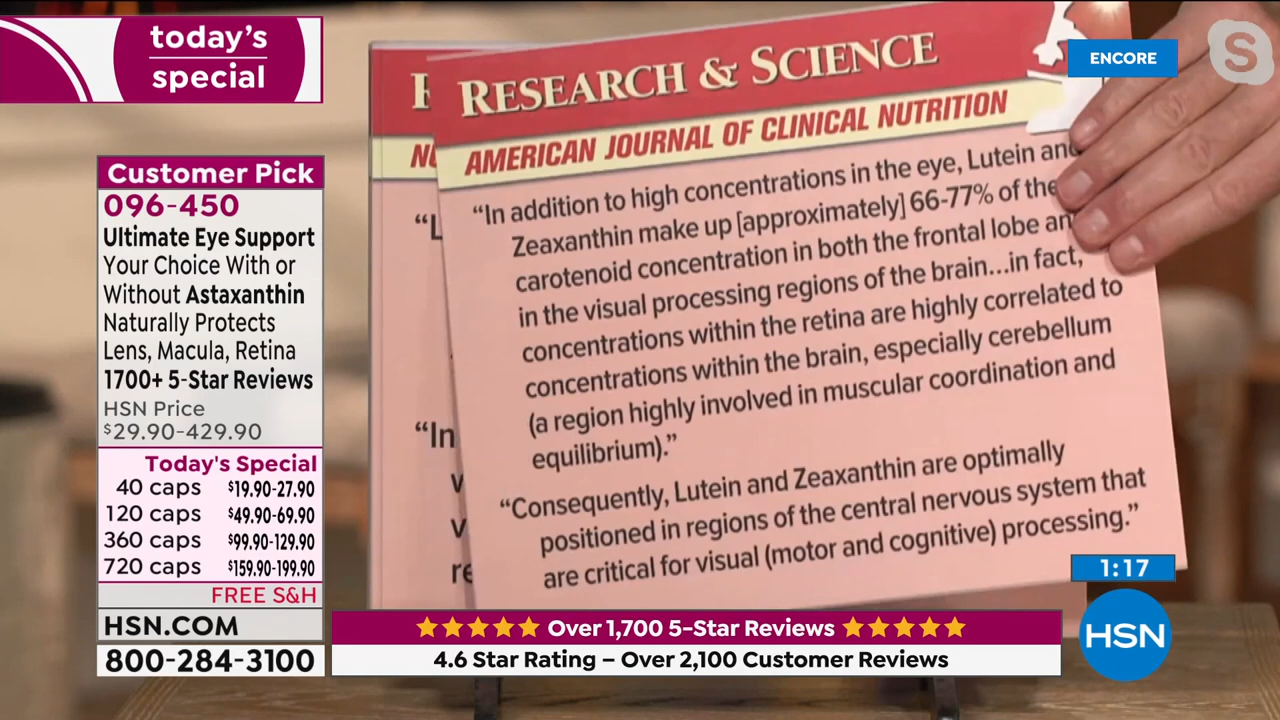 today's
special
ENCORE
S
Customer Pick
096-450
Ultimate Eye Support
Your Choice With or
Without Astaxanthin
Naturally Protects
Lens, Macula, Retina
1700+ 5-Star Reviews
HSN Price
$29.90-429.90
Today's Special
40 caps $19.90-27.90
120 caps $49.90-69.90
360 caps $99.90-129.90
720 caps $159.90-199.90
FREE S&H
HSN.COM
800-284-3100
RESEARCH & SCIENCE
AMERICAN JOURNAL OF CLINICAL NUTRITION
“In addition to high concentrations in the eye, Lutein and
Zeaxanthin make up [approximately] 66-77% of the
carotenoid concentration in both the frontal lobe an
in the visual processing regions of the brain...in fact,
concentrations within the retina are highly correlated to
concentrations within the brain, especially cerebellum
(a region highly involved in muscular coordination and
equilibrium).”
“Consequently, Lutein and Zeaxanthin are optimally
positioned in regions of the central nervous system that
are critical for visual (motor and cognitive) processing.”
“L
“In
v
v
re
1:17
HSN
Over 1,700 5-Star Reviews
4.6 Star Rating – Over 2,100 Customer Reviews